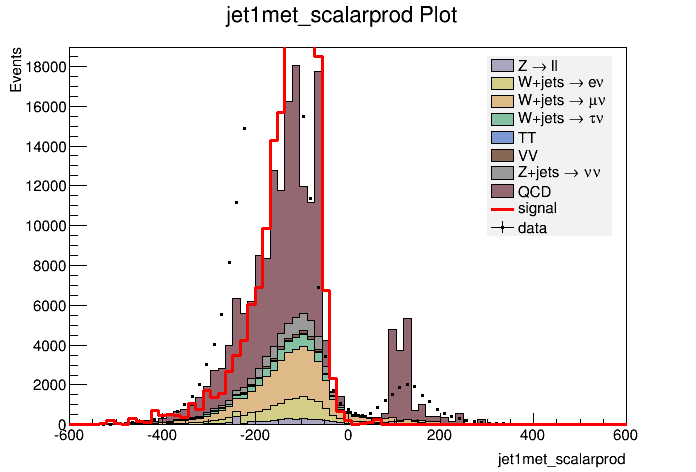 jet1met_scalarprod Plot
Events
18000
16000
14000
12000
10000
8000
6000
4000
2000
0
-600
-400
-200
0
200
400
600
jet1met_scalarprod
Z → ll
W+jets → eν
W+jets → μν
W+jets → τν
TT
VV
Z+jets → νν
QCD
signal
data